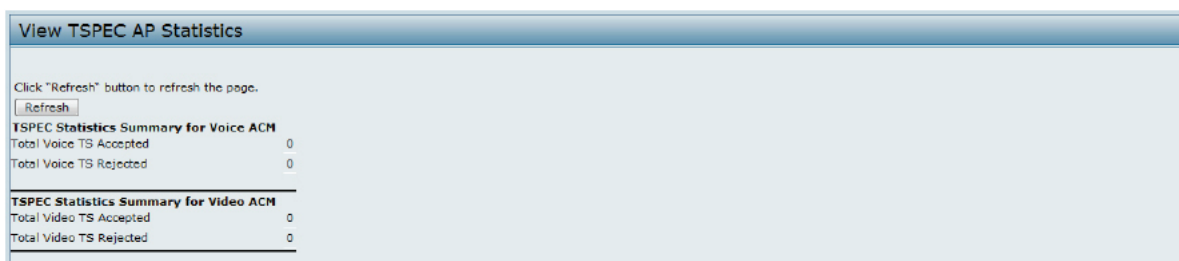 View TSPEC AP Statistics
Click "Refresh" button to refresh the page.
Refresh
TSPEC Statistics Summary for Voice ACM
Total Voice TS Accepted 0
Total Voice TS Rejected 0
TSPEC Statistics Summary for Video ACM
Total Video TS Accepted 0
Total Video TS Rejected 0